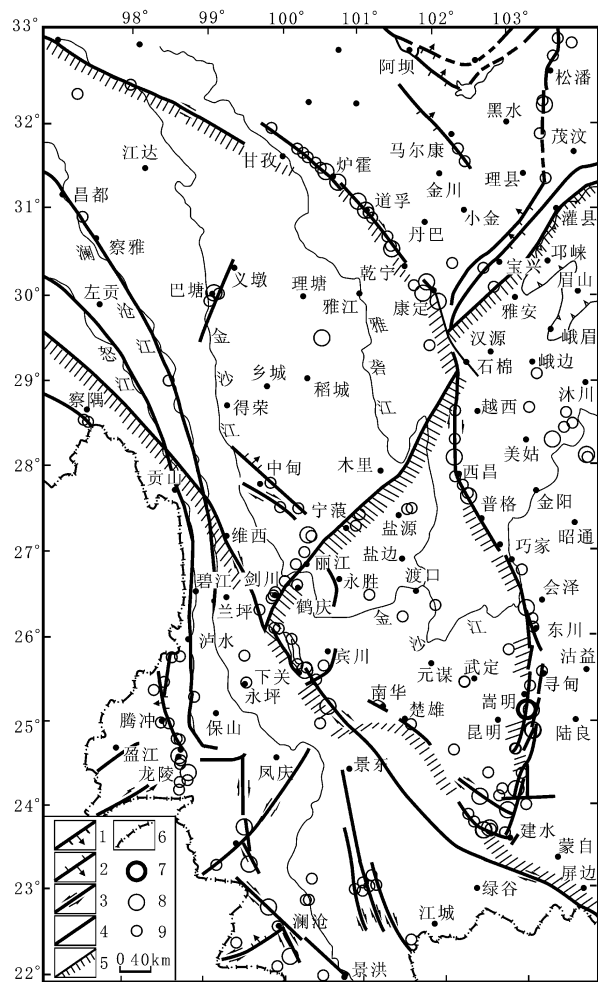 98° 99° 100° 101° 102° 103°
33°
阿坝
松潘
黑水
32°
茂汶
江达
甘孜
炉霍
马尔康
理县
金川
昌都
道孚
小金
灌县
31°
丹巴
澜
察雅
乾宁
宝兴
邛崃
左贡
巴塘
义墩
理塘
雅江
康定
眉山
30°
沧
金
雅
雅安
峨眉
怒
江
汉源
砻
石棉
峨边
江
29°
沙
乡城
稻城
沐川
察隅
得荣
江
越西
江
美姑
28°
贡山
中甸
木里
西昌
宁蒗
普格
金阳
维西
盐源
昭通
27°
丽江
盐边
巧家
碧江
剑川
永胜
渡口
会泽
兰坪
鹤庆
金
江
东川
26°
泸水
沙
宾川
沾益
下关
元谋
武定
寻甸
永坪
南华
嵩明
腾冲
保山
楚雄
昆明
陆良
25°
盈江
龙陵
凤庆
景东
24°
建水
蒙自
屏边
23°
绿谷
澜沧
江城
22°
景洪
1 6
2 7
3 8
4 9
5 0 40km